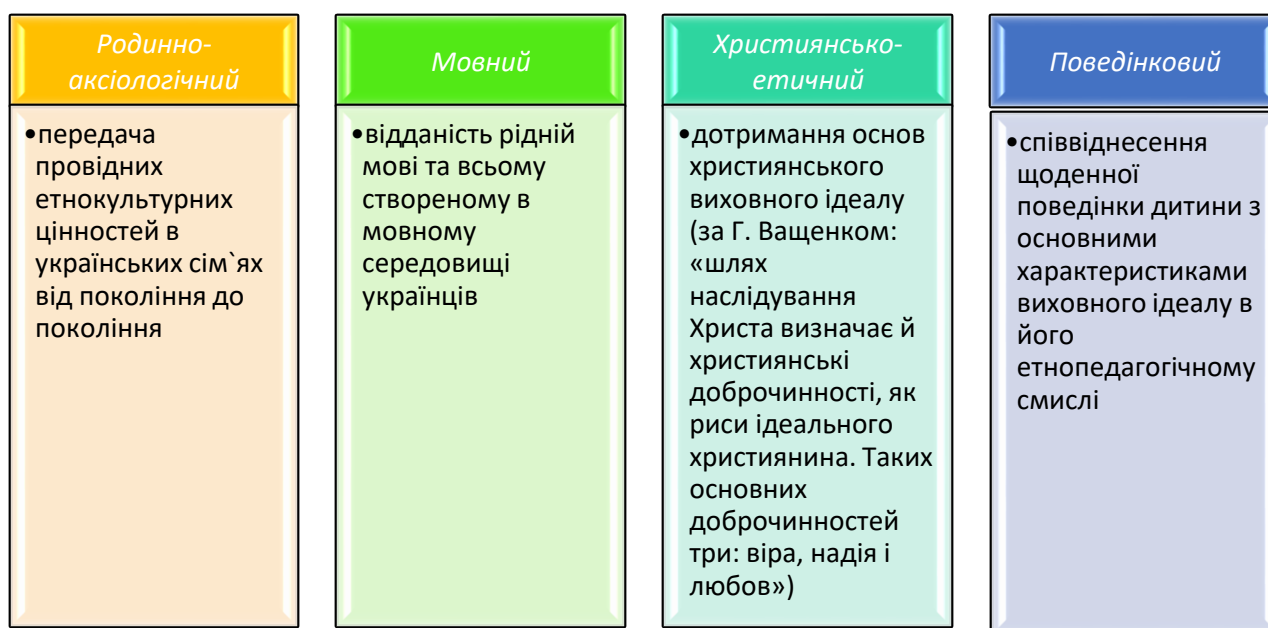 Родинно-
аксіологічний
•передача
провідних
етнокультурних
цінностей в
українських сім`ях
від покоління до
покоління
Мовний
•відданість рідній
мові та всьому
створеному в
мовному
середовищі
українців
Християнсько-
етичний
•дотримання основ
християнського
виховного ідеалу
(за Г. Ващенком:
«шлях
наслідування
Христа визначає й
християнські
доброчинності, як
риси ідеального
християнина. Таких
основних
доброчинностей
три: віра, надія і
любов»)
Поведінковий
•співвіднесення
щоденної
поведінки дитини з
основними
характеристиками
виховного ідеалу в
його
етнопедагогічному
смислі